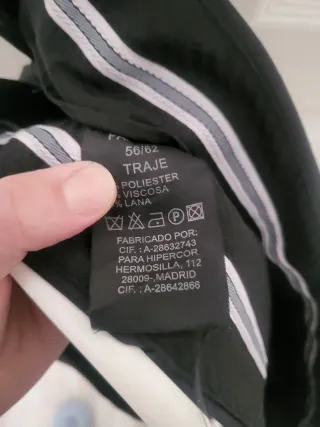 56/62
TRAJE
POLIESTER
VISCOSA
% LANA
FABRICADO POR:
CIF. : A-28632743
PARA HIPERCOR
HERMOSILLA, 112
28009-,MADRID
CIF. : A-28642866